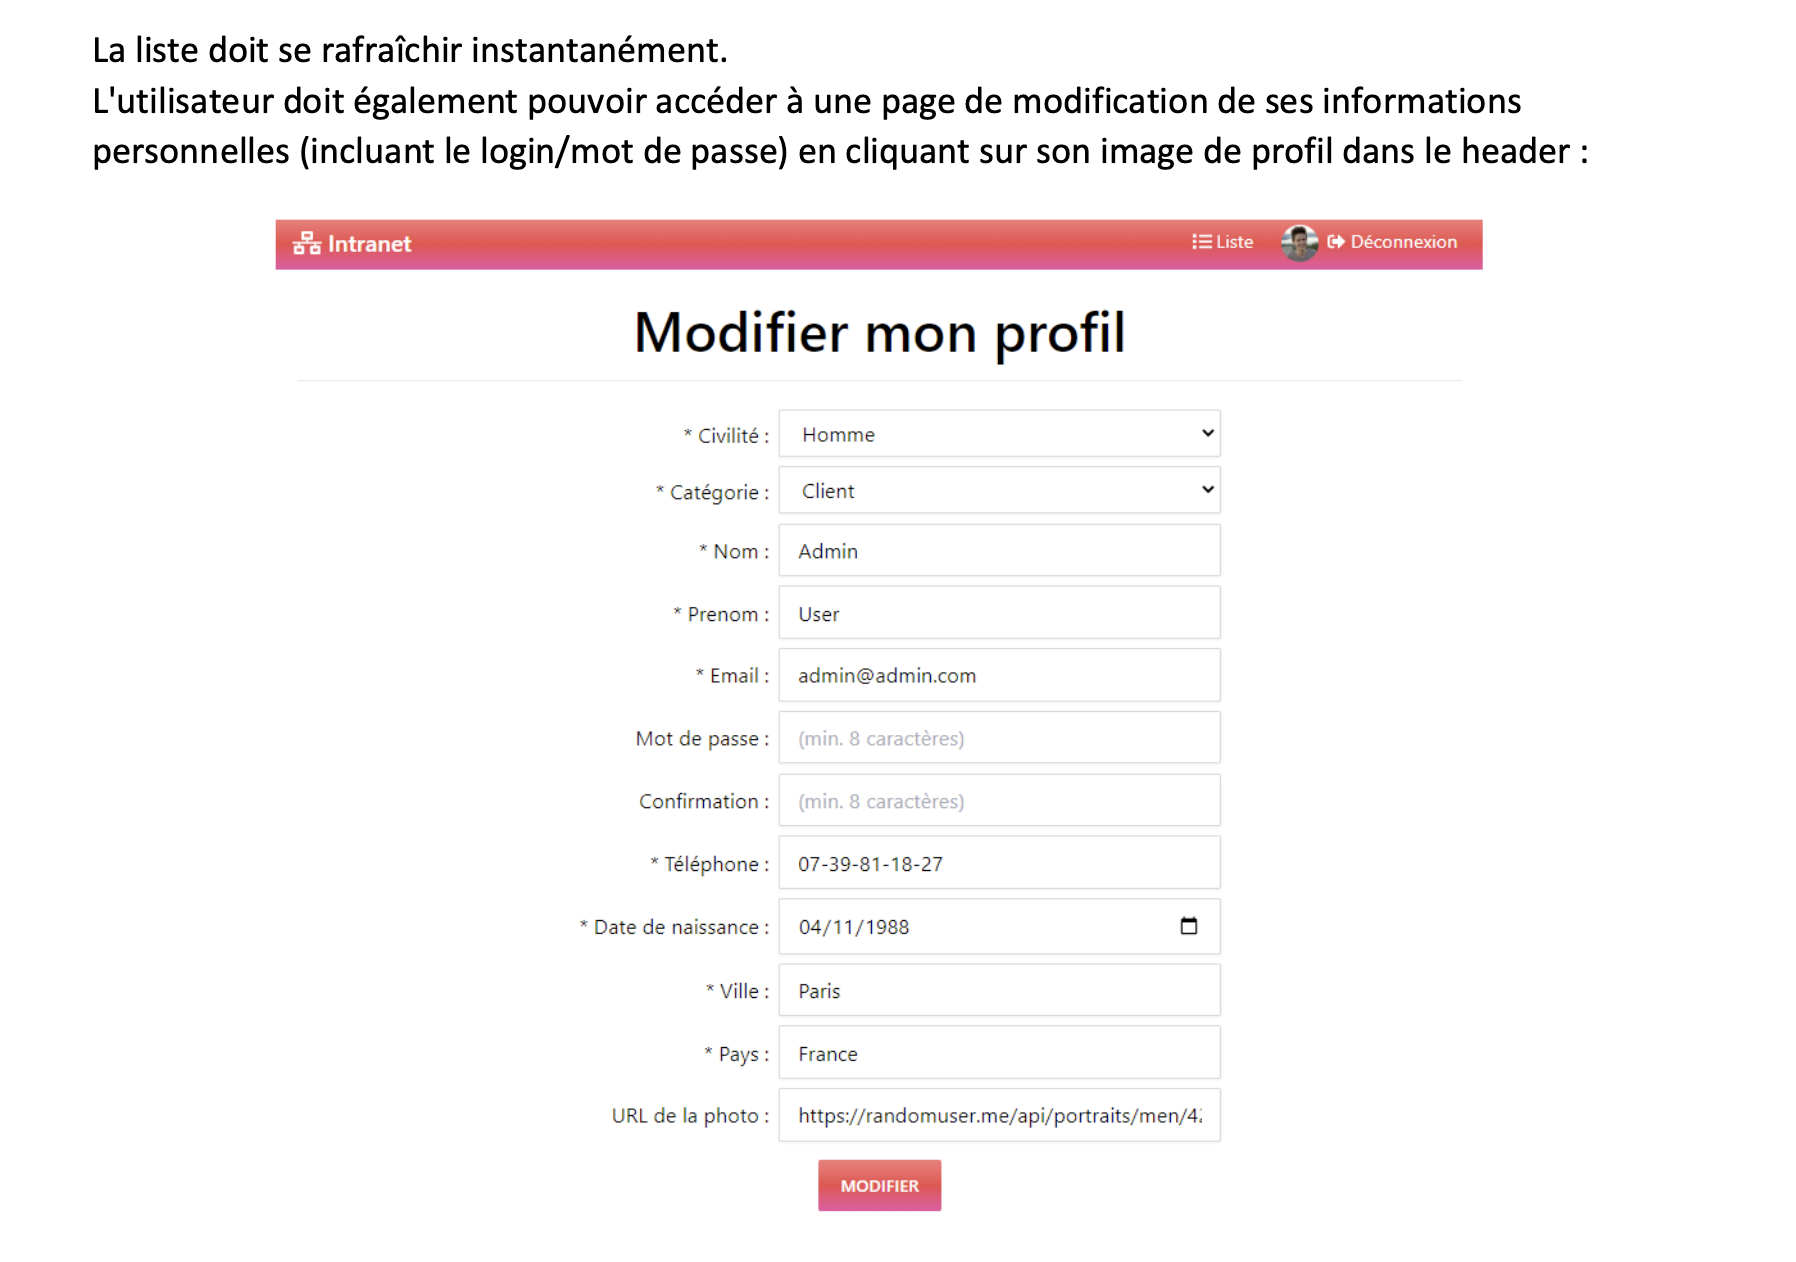 La liste doit se rafraîchir instantanément.
L'utilisateur doit également pouvoir accéder à une page de modification de ses informations
personnelles (incluant le login/mot de passe) en cliquant sur son image de profil dans le header :
Intranet Liste Déconnexion
Modifier mon profil
* Civilité : Homme
* Catégorie : Client
* Nom : Admin
* Prenom : User
* Email : admin@admin.com
Mot de passe : (min. 8 caractères)
Confirmation : (min. 8 caractères)
* Téléphone : 07-39-81-18-27
* Date de naissance : 04/11/1988
* Ville : Paris
* Pays : France
URL de la photo : https://randomuser.me/api/portraits/men/4
MODIFIER